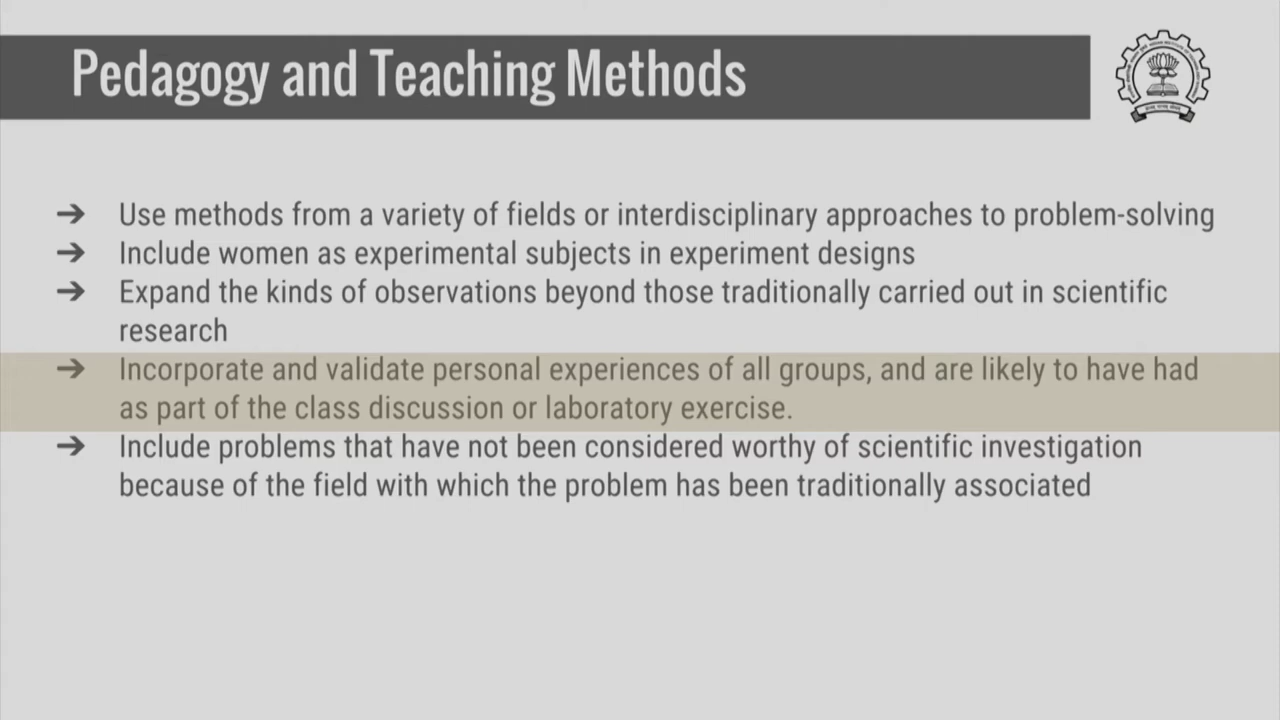 Pedagogy and Teaching Methods
➔ Use methods from a variety of fields or interdisciplinary approaches to problem-solving
➔ Include women as experimental subjects in experiment designs
➔ Expand the kinds of observations beyond those traditionally carried out in scientific
research
➔ Incorporate and validate personal experiences of all groups, and are likely to have had
as part of the class discussion or laboratory exercise.
➔ Include problems that have not been considered worthy of scientific investigation
because of the field with which the problem has been traditionally associated